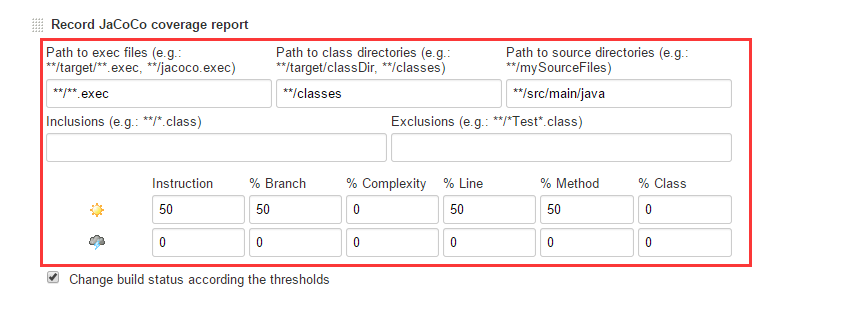 Record JaCoCo coverage report
Path to exec files (e.g.: Path to class directories (e.g.: Path to source directories (e.g.:
**/target/**.exec, **/jacoco.exec) **/target/classDir, **/classes) **/mySourceFiles)
**/**.exec **/classes **/src/main/java
Inclusions (e.g.: **/*.class) Exclusions (e.g.: **/*Test*.class)
Instruction % Branch % Complexity % Line % Method % Class
50 50 0 50 50 0
0 0 0 0 0 0
Change build status according the thresholds